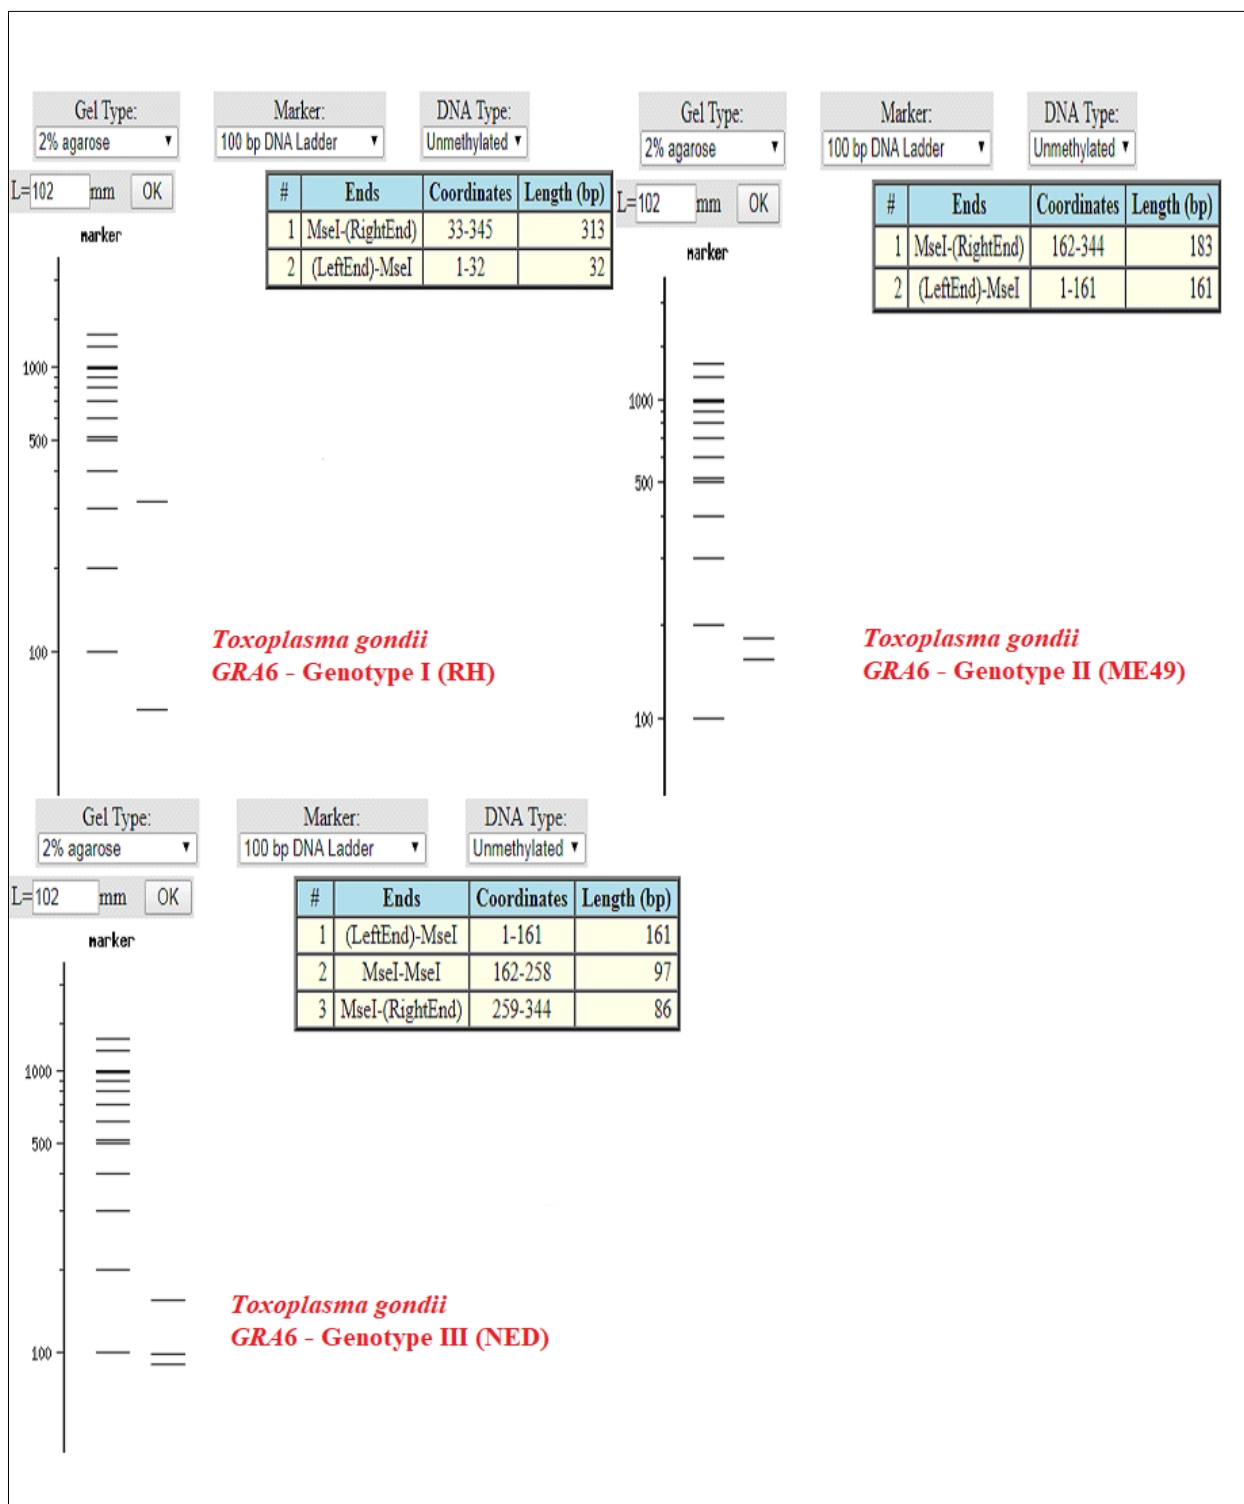 Gel Type: Marker: DNA Type:
2% agarose 100 bp DNA Ladder Unmethylated
L= 102 mm OK
# Ends Coordinates Length (bp)
1 MseI-(RightEnd) 33-345 313
2 (LeftEnd)-MseI 1-32 32
marker
1000
500
100
Toxoplasma gondii
GRA6 - Genotype I (RH)
Gel Type: Marker: DNA Type:
2% agarose 100 bp DNA Ladder Unmethylated
L= 102 mm OK
# Ends Coordinates Length (bp)
1 MseI-(RightEnd) 162-344 183
2 (LeftEnd)-MseI 1-161 161
marker
1000
500
100
Toxoplasma gondii
GRA6 - Genotype II (ME49)
Gel Type: Marker: DNA Type:
2% agarose 100 bp DNA Ladder Unmethylated
L= 102 mm OK
# Ends Coordinates Length (bp)
1 (LeftEnd)-MseI 1-161 161
2 MseI-MseI 162-258 97
3 MseI-(RightEnd) 259-344 86
marker
1000
500
100
Toxoplasma gondii
GRA6 - Genotype III (NED)